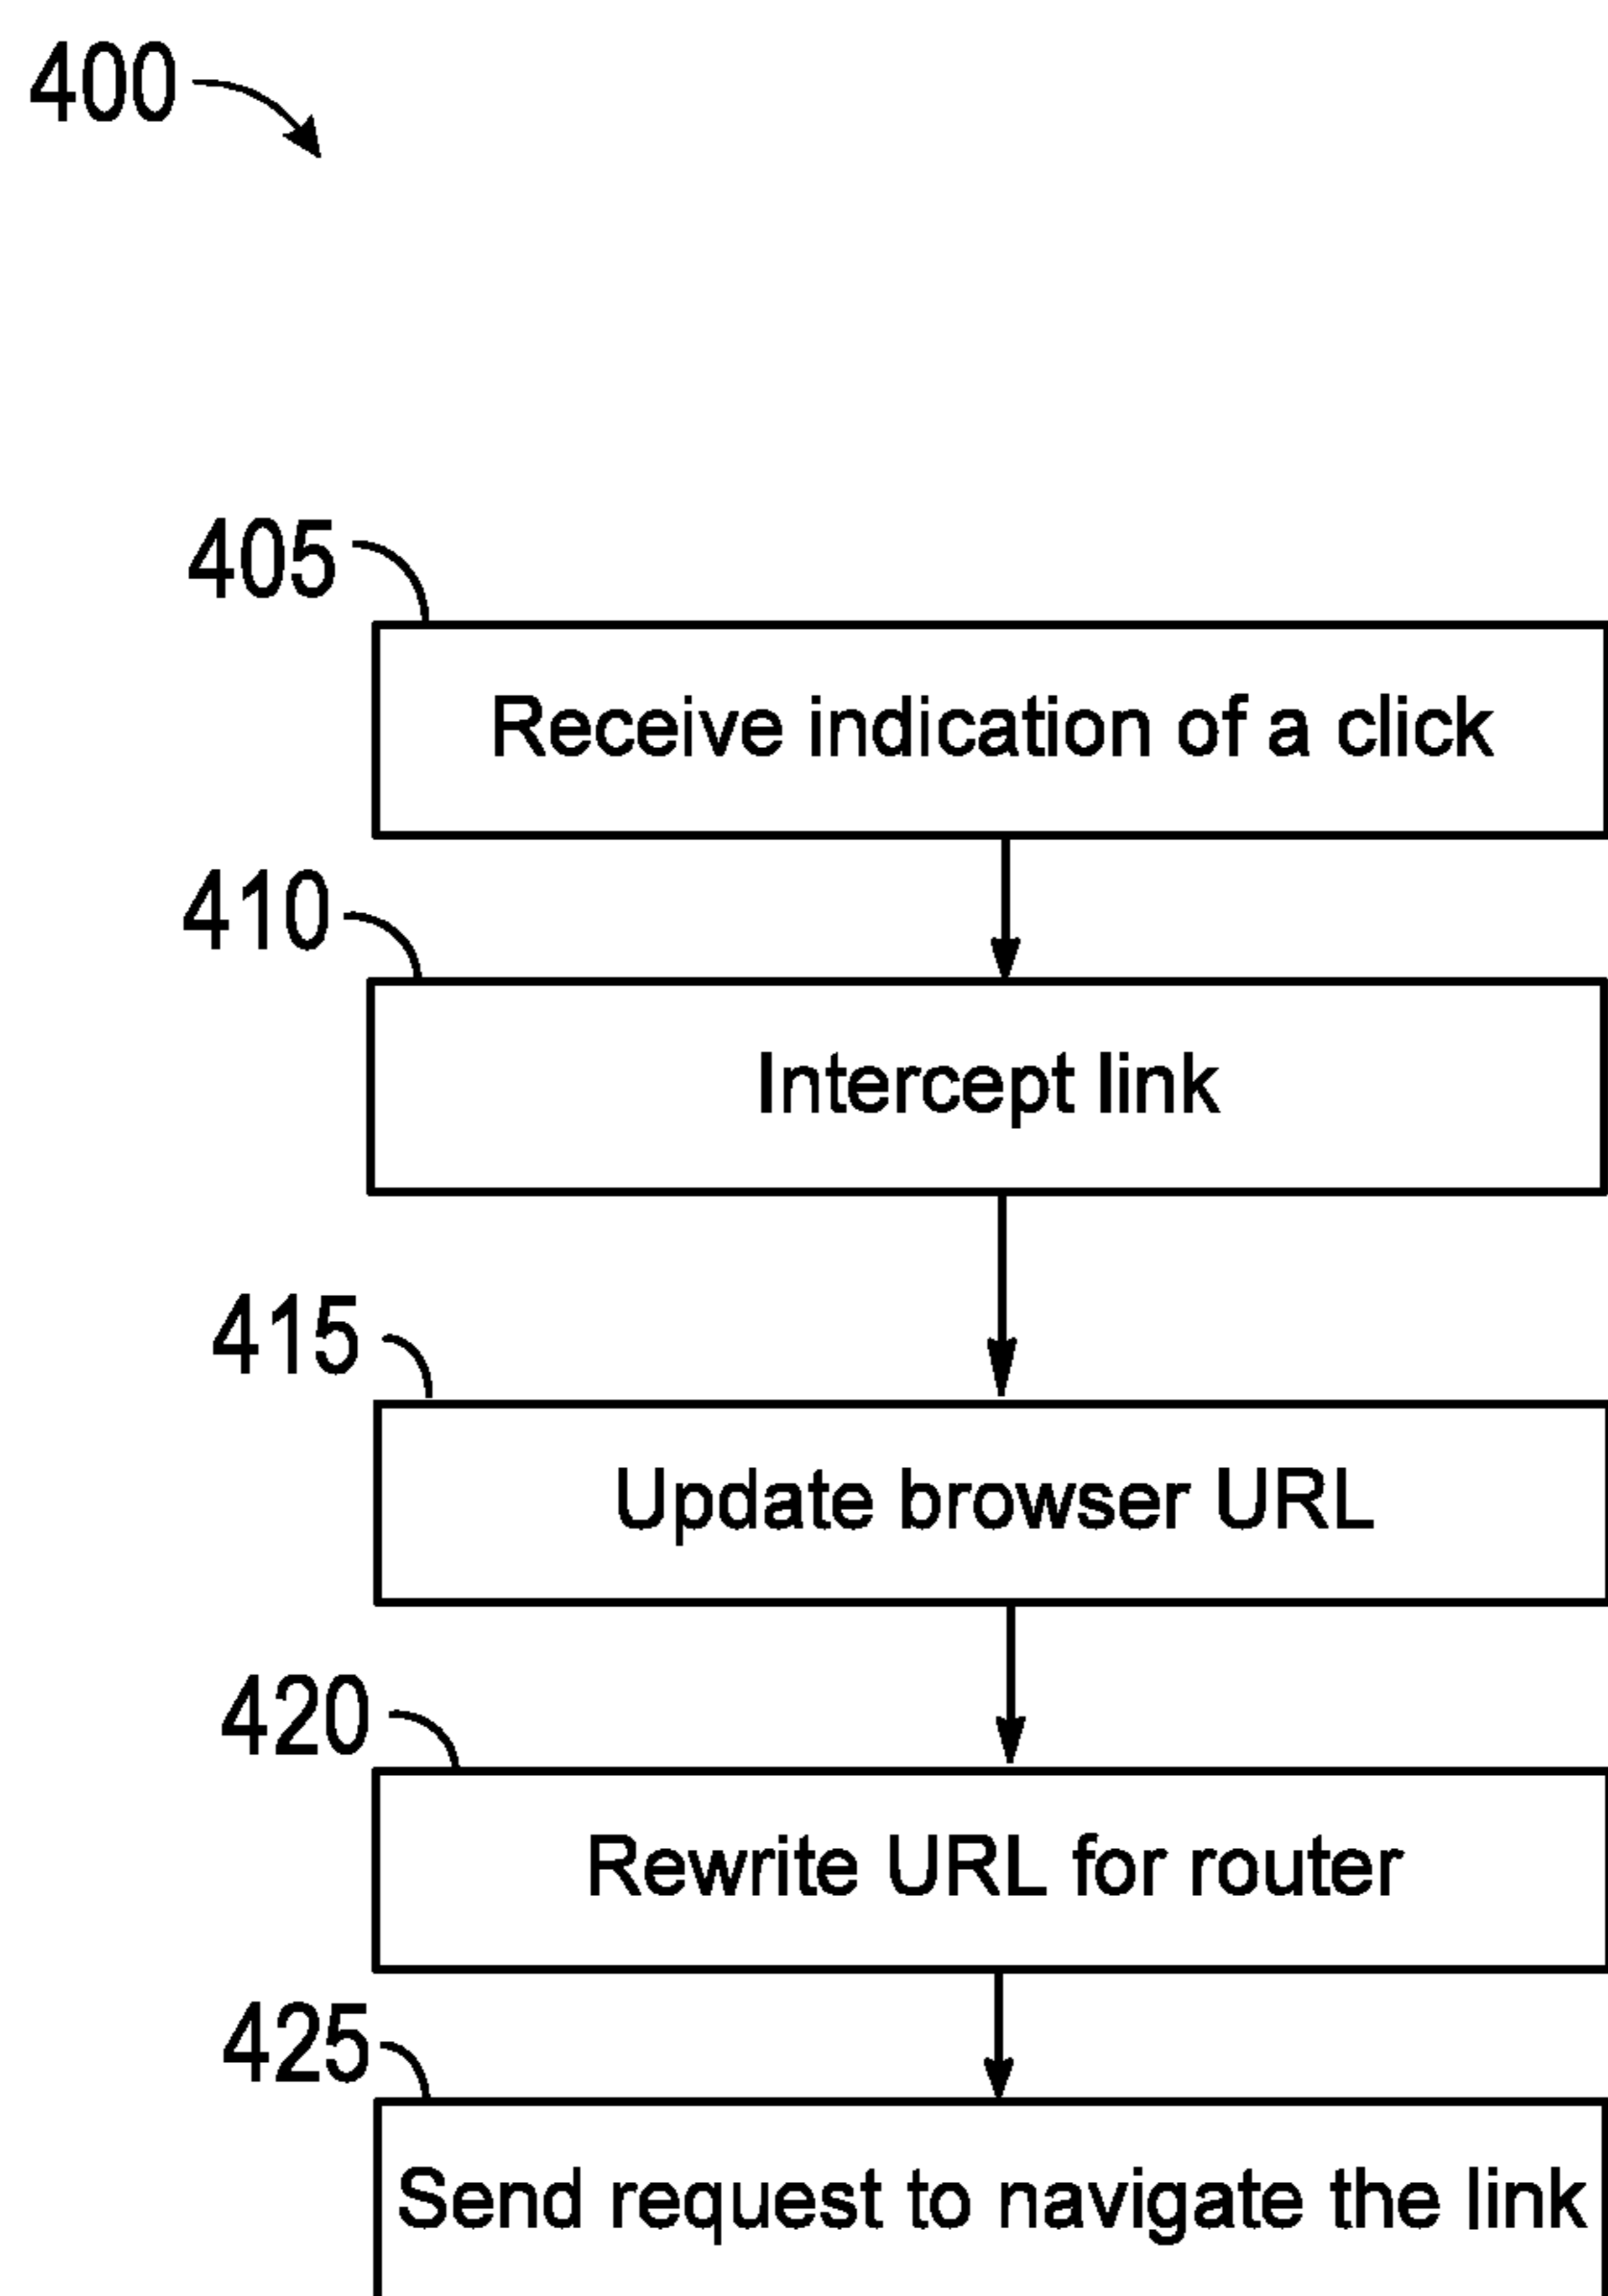 400
405
Receive indication of a click
410
Intercept link
415
Update browser URL
420
Rewrite URL for router
425
Send request to navigate the link